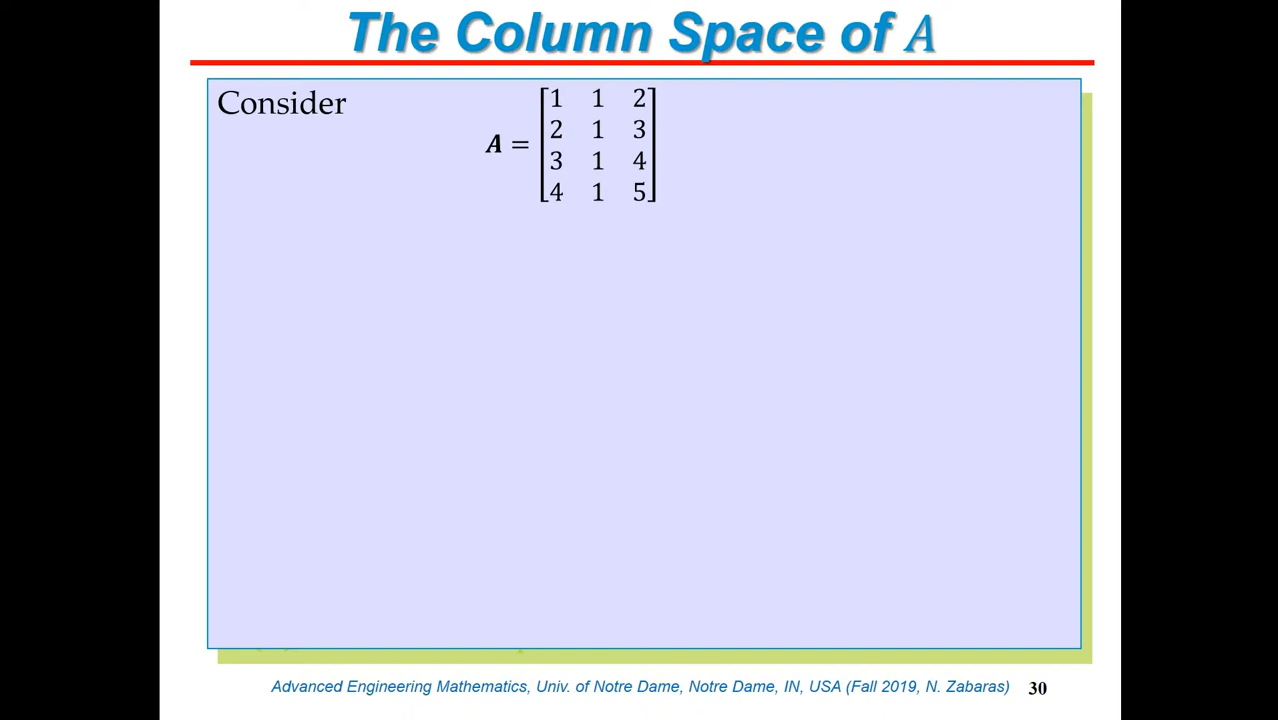 The Column Space of A
Consider
A = [1 1 2
2 1 3
3 1 4
4 1 5]
Advanced Engineering Mathematics, Univ. of Notre Dame, Notre Dame, IN, USA (Fall 2019, N. Zabaras) 30